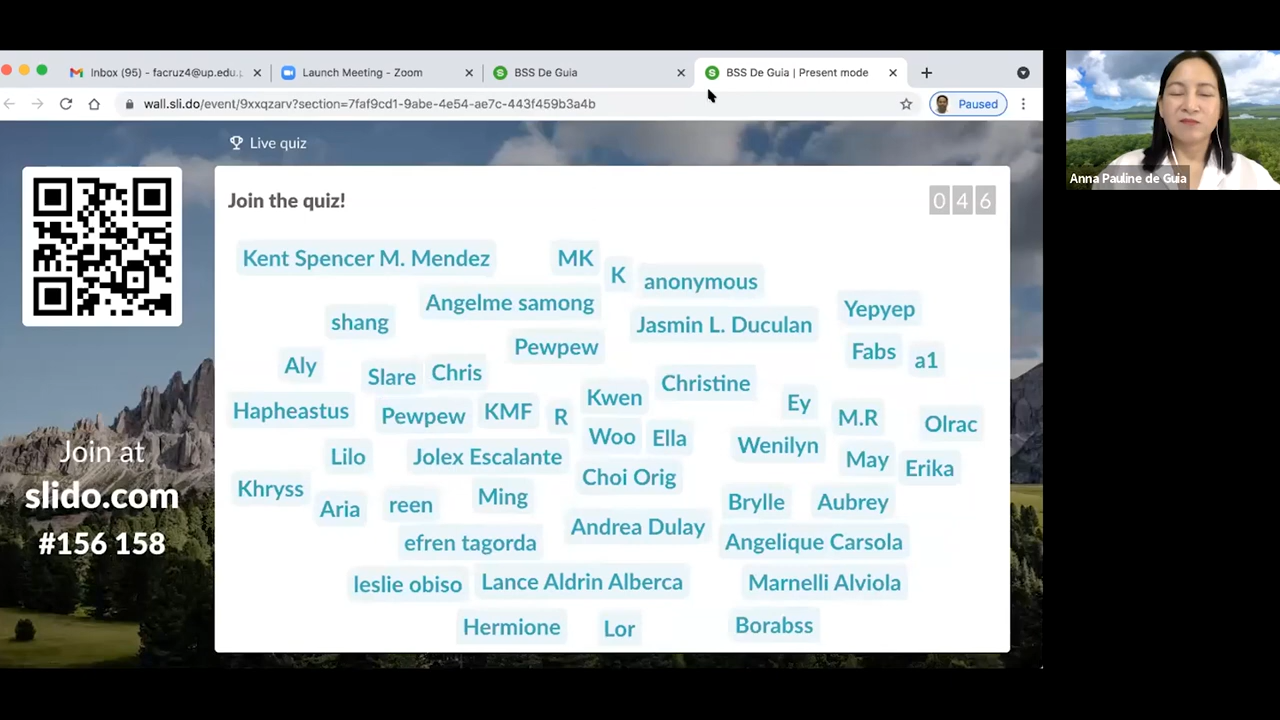 Inbox (95) - facruz4@up.edu.
Launch Meeting - Zoom
BSS De Guia
BSS De Guia | Present mode
wall.sli.do/event/9xxqzarv?section=7faf9cd1-9abe-4e54-ae7c-443f459b3a4b
Paused
Anna Pauline de Guia
Live quiz
Join the quiz!
046
Kent Spencer M. Mendez
MK
K
anonymous
Angelme samong
Yepyep
shang
Jasmin L. Duculan
Pewpew
Fabs
a1
Aly
Slare
Chris
Christine
Kwen
Ey
Hapheastus
Pewpew
KMF
R
M.R
Olrac
Woo
Ella
Wenilyn
Lilo
Jolex Escalante
May
Erika
Choi Orig
Khryss
Aria
reen
Ming
Brylle
Aubrey
Andrea Dulay
efren tagorda
Angelique Carsola
leslie obiso
Lance Aldrin Alberca
Marnelli Alviola
Hermione
Lor
Borabss
Join at
slido.com
#156 158